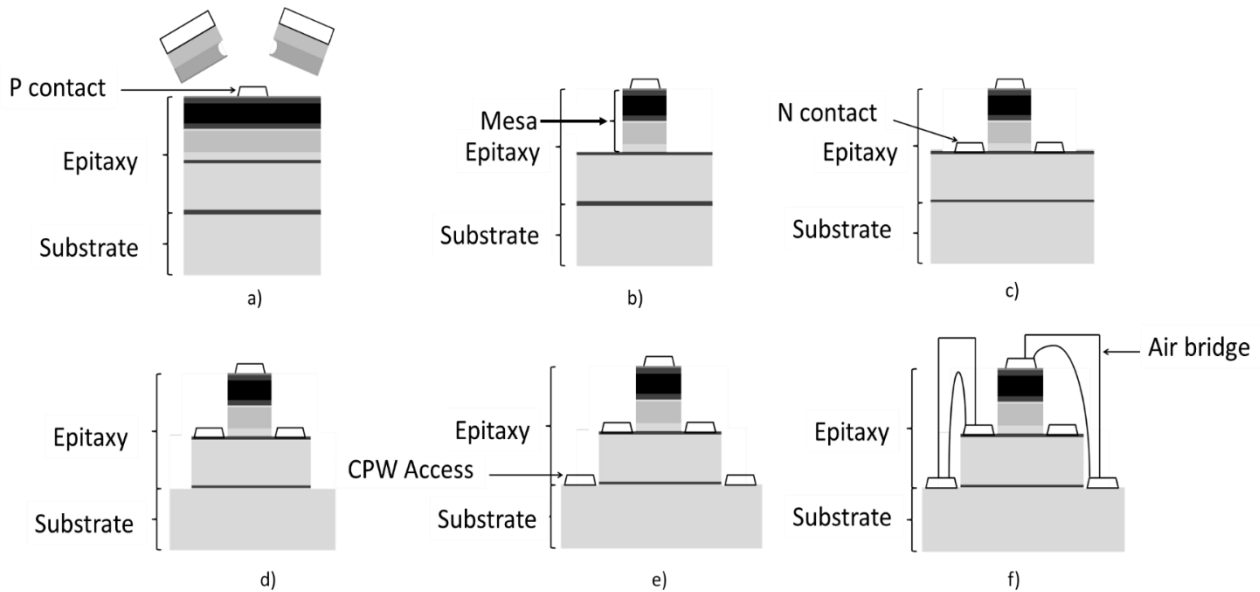 P contact
Epitaxy
Substrate
a)
Mesa
Epitaxy
Substrate
b)
N contact
Epitaxy
Substrate
c)
Epitaxy
Substrate
d)
Epitaxy
CPW Access
Substrate
e)
Air bridge
Epitaxy
Substrate
f)